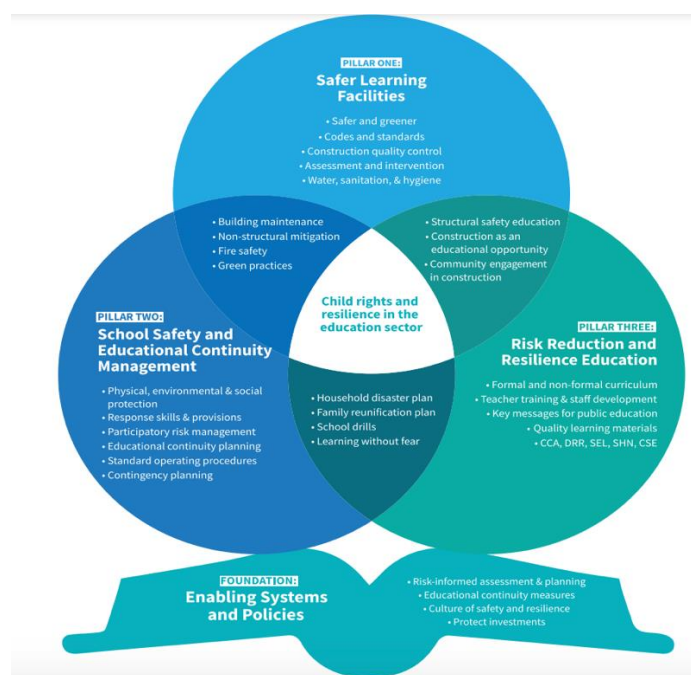 PILLAR ONE:
Safer Learning
Facilities
• Safer and greener
• Codes and standards
• Construction quality control
• Assessment and intervention
• Water, sanitation, & hygiene
• Building maintenance
• Non-structural mitigation
• Fire safety
• Green practices
• Structural safety education
• Construction as an
educational opportunity
• Community engagement
in construction
Child rights and
resilience in the
education sector
PILLAR TWO:
School Safety and
Educational Continuity
Management
• Physical, environmental & social
protection
• Response skills & provisions
• Participatory risk management
• Educational continuity planning
• Standard operating procedures
• Contingency planning
• Household disaster plan
• Family reunification plan
• School drills
• Learning without fear
PILLAR THREE:
Risk Reduction and
Resilience Education
• Formal and non-formal curriculum
• Teacher training & staff development
• Key messages for public education
• Quality learning materials
• CCA, DRR, SEL, SHN, CSE
FOUNDATION:
Enabling Systems
and Policies
• Risk-informed assessment & planning
• Educational continuity measures
• Culture of safety and resilience
• Protect investments